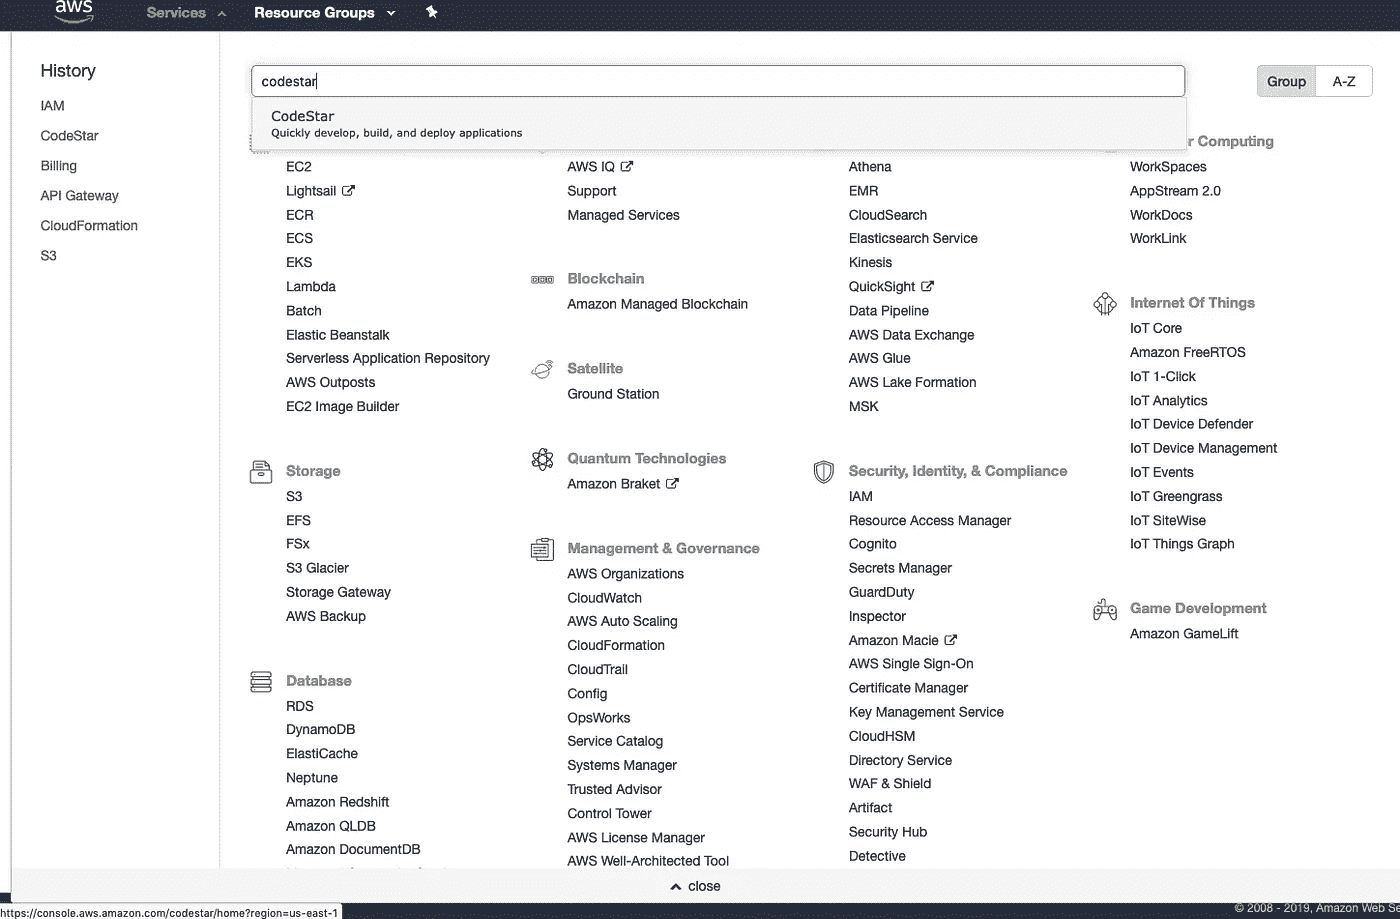 aws
Services
Resource Groups
History
IAM
CodeStar
Billing
API Gateway
CloudFormation
S3
codestar
Group
A-Z
CodeStar
Quickly develop, build, and deploy applications
EC2
Lightsail
ECR
ECS
EKS
Lambda
Batch
Elastic Beanstalk
Serverless Application Repository
AWS Outposts
EC2 Image Builder
Storage
S3
EFS
FSx
S3 Glacier
Storage Gateway
AWS Backup
Database
RDS
DynamoDB
ElastiCache
Neptune
Amazon Redshift
Amazon QLDB
Amazon DocumentDB
AWS IQ
Support
Managed Services
Blockchain
Amazon Managed Blockchain
Satellite
Ground Station
Quantum Technologies
Amazon Braket
Management & Governance
AWS Organizations
CloudWatch
AWS Auto Scaling
CloudFormation
CloudTrail
Config
OpsWorks
Service Catalog
Systems Manager
Trusted Advisor
Control Tower
AWS License Manager
AWS Well-Architected Tool
Athena
EMR
CloudSearch
Elasticsearch Service
Kinesis
QuickSight
Data Pipeline
AWS Data Exchange
AWS Glue
AWS Lake Formation
MSK
Security, Identity, & Compliance
IAM
Resource Access Manager
Cognito
Secrets Manager
GuardDuty
Inspector
Amazon Macie
AWS Single Sign-On
Certificate Manager
Key Management Service
CloudHSM
Directory Service
WAF & Shield
Artifact
Security Hub
Detective
r Computing
WorkSpaces
AppStream 2.0
WorkDocs
WorkLink
Internet Of Things
IoT Core
Amazon FreeRTOS
IoT 1-Click
IoT Analytics
IoT Device Defender
IoT Device Management
IoT Events
IoT Greengrass
IoT SiteWise
IoT Things Graph
Game Development
Amazon GameLift
close
https://console.aws.amazon.com/codestar/home?region=us-east-1
© 2008 - 2019, Amazon Web Se